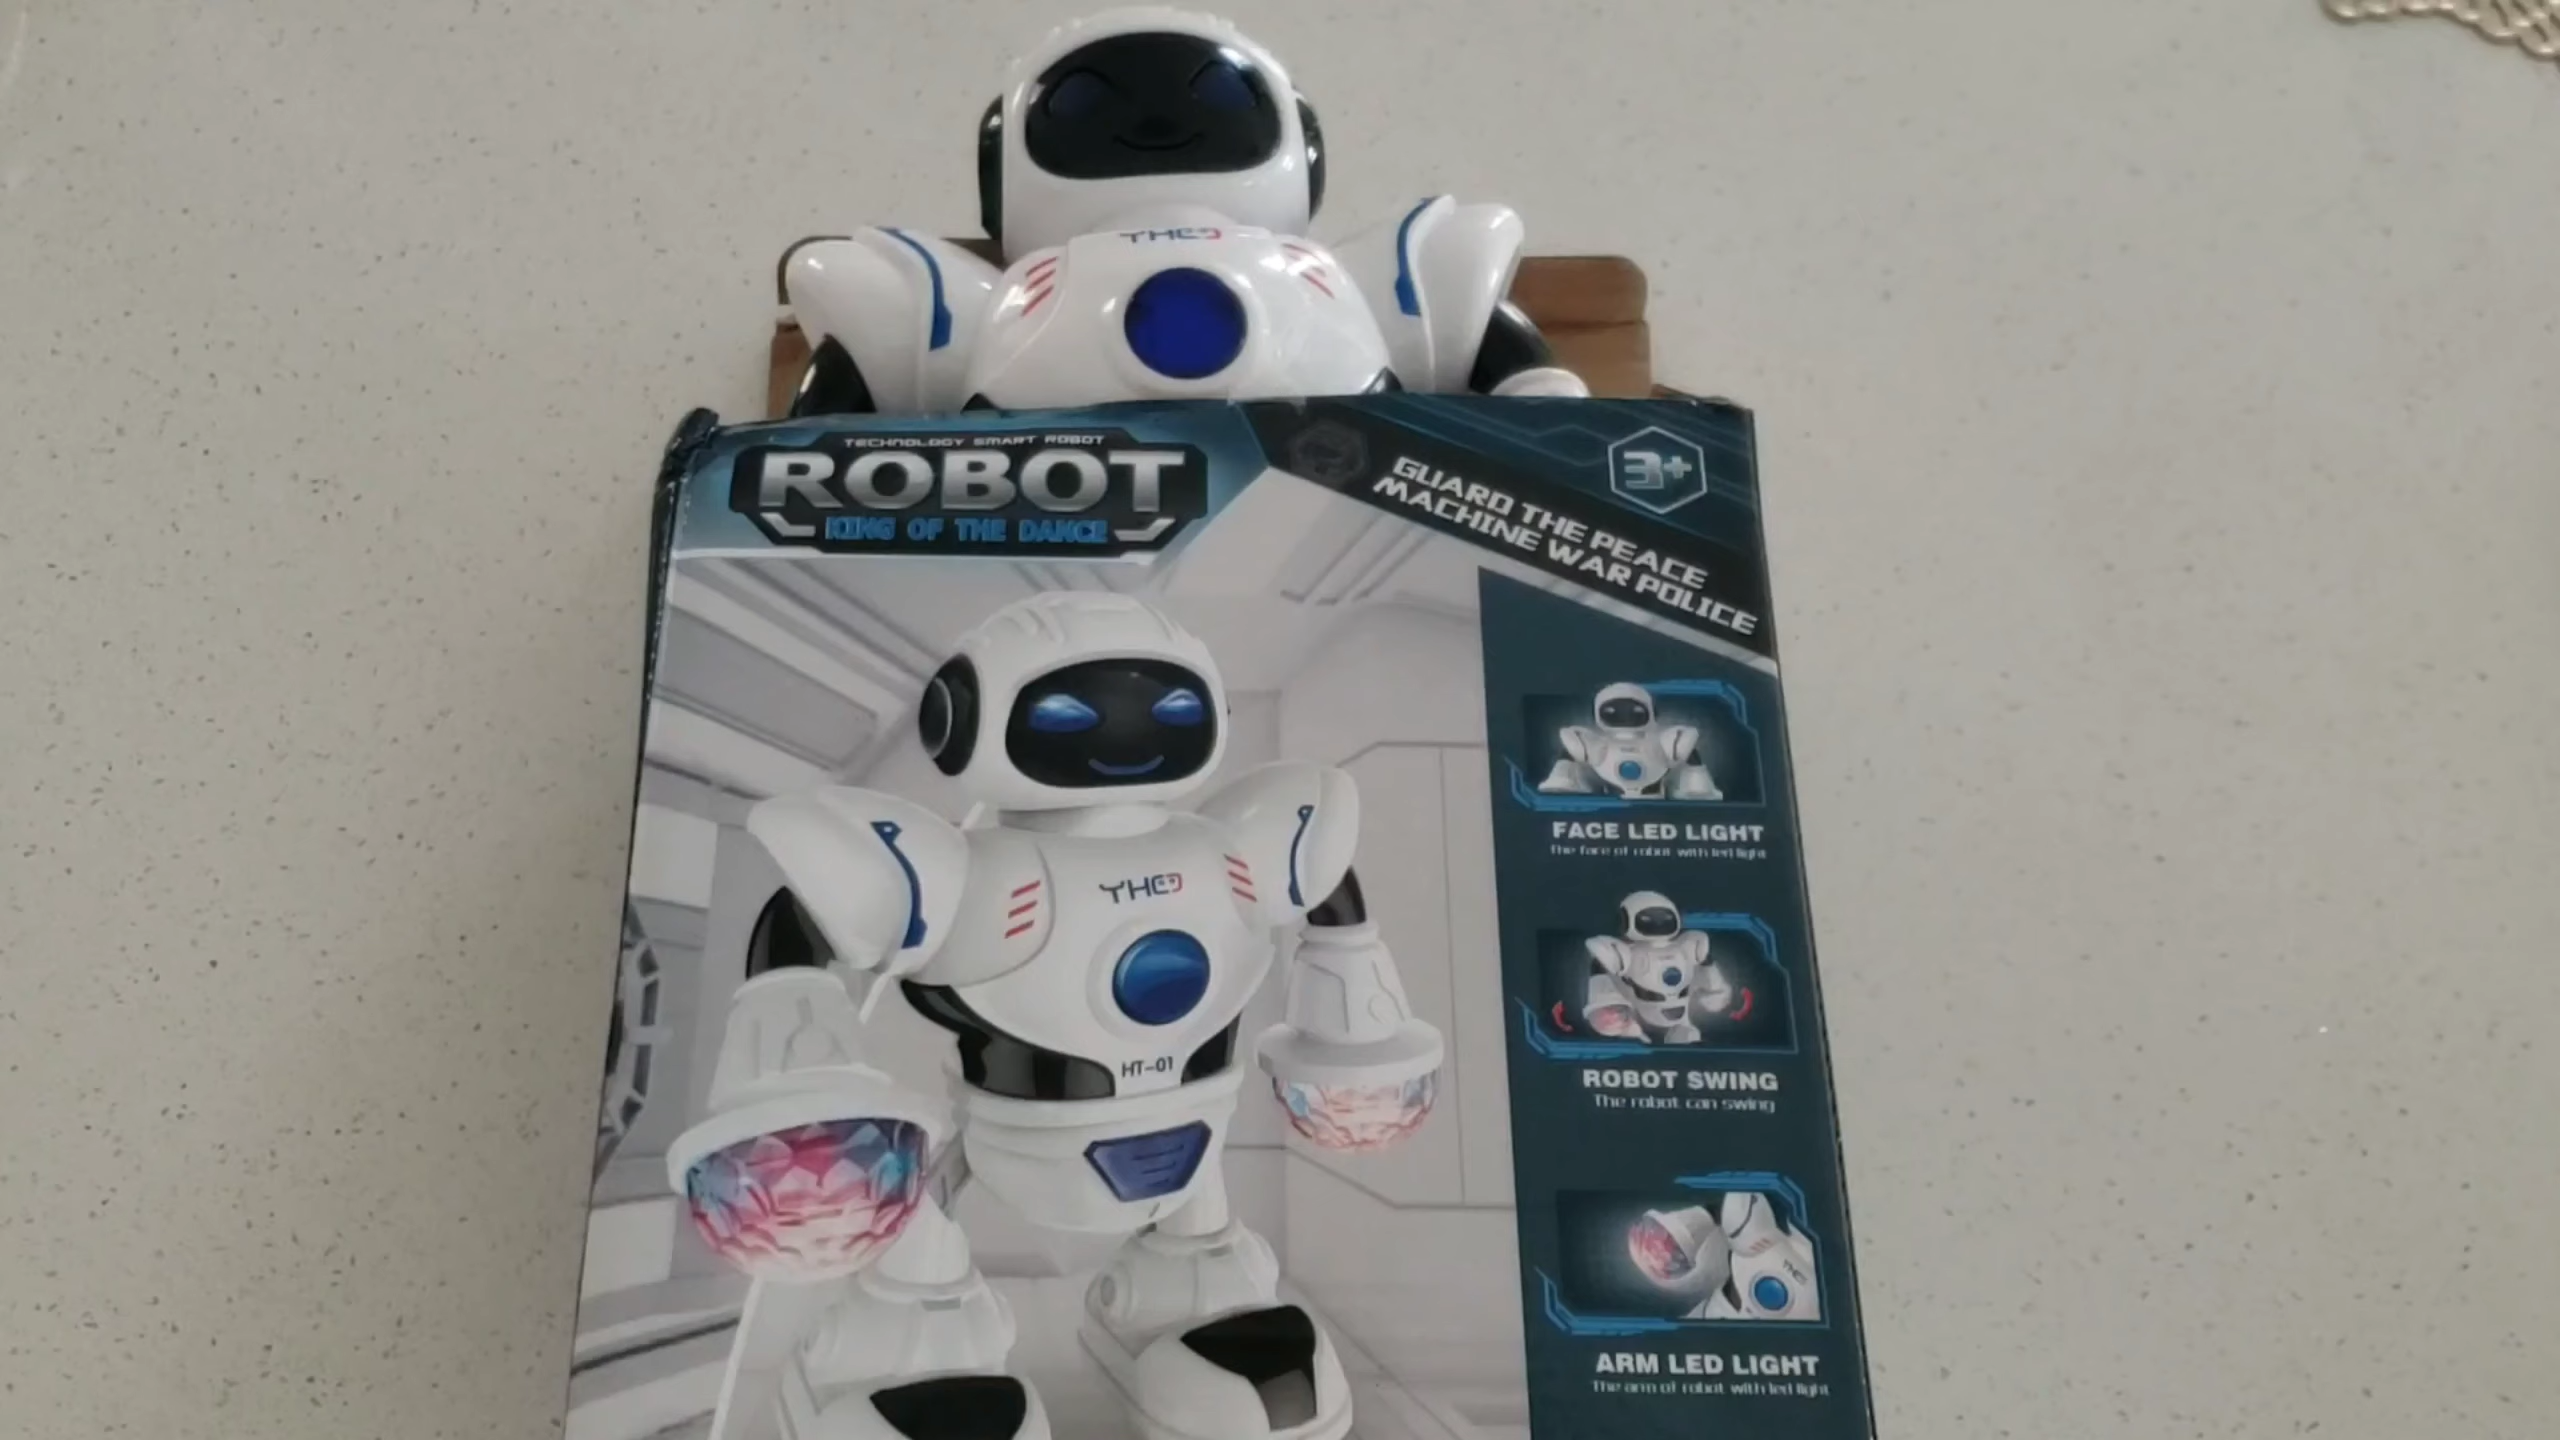 YHCJ
TECHNOLOGY SMART ROBOT
ROBOT
KING OF THE DANCE
GUARD THE PEACE
MACHINE WAR POLICE
3+
FACE LED LIGHT
The face of robot with led light
YHCJ
HT-01
ROBOT SWING
The robot can swing
ARM LED LIGHT
The arm of robot with led light